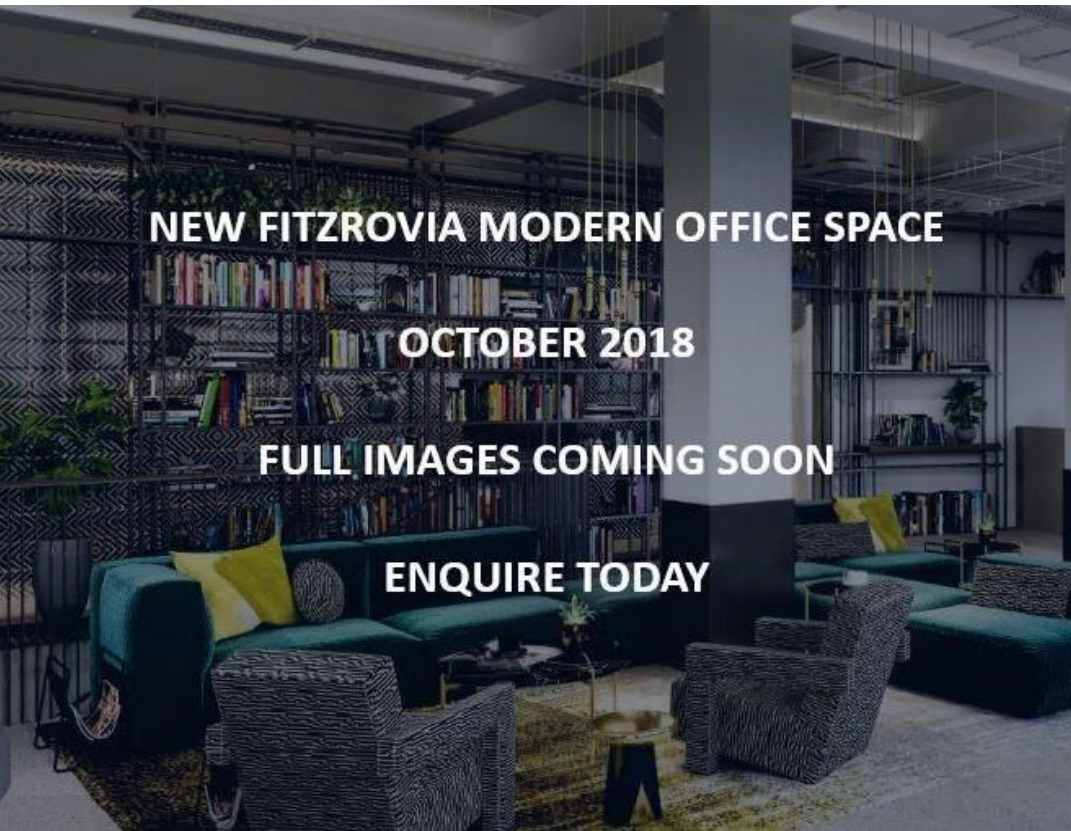 NEW FITZROVIA MODERN OFFICE SPACE
OCTOBER 2018
FULL IMAGES COMING SOON
ENQUIRE TODAY